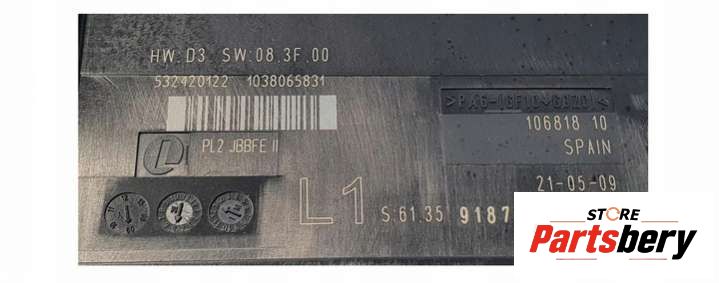 HW:D3 SW:08.3F.00
532420122 1038065831
>PA6-(GF10+GB20)<
106818 10
PL2 JBBFE II
SPAIN
21-05-09
L1 S:61.35 9187
STORE
Partsbery